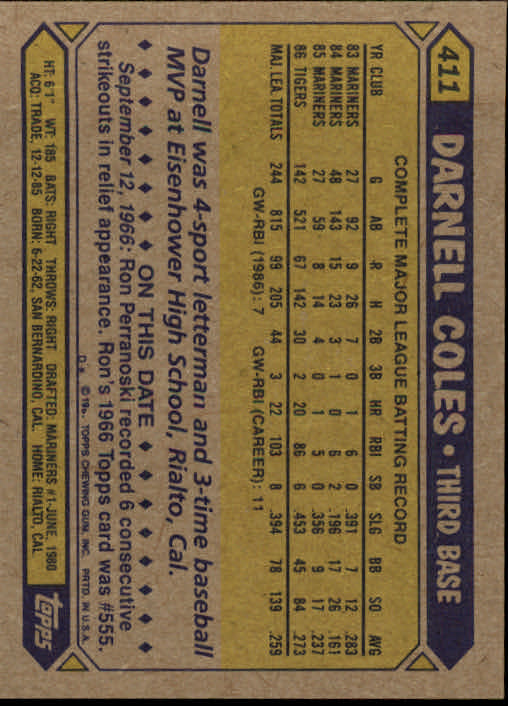 411 DARNELL COLES • THIRD BASE
COMPLETE MAJOR LEAGUE BATTING RECORD
YR CLUB G AB R H 2B 3B HR RBI SB SLG BB SO AVG
83 MARINERS 27 92 9 26 7 0 1 6 0 .391 7 12 .283
84 MARINERS 48 143 15 23 3 1 0 6 2 .196 17 26 .161
85 MARINERS 27 59 8 14 4 0 1 5 0 .356 9 17 .237
86 TIGERS 142 521 67 142 30 2 20 86 6 .453 45 84 .273
MAJ. LEA. TOTALS 244 815 99 205 44 3 22 103 8 .394 78 139 .259
GW-RBI (1986): 7 GW-RBI (CAREER): 11
Darnell was 4-sport letterman and 3-time baseball
MVP at Eisenhower High School, Rialto, Cal.
♦ ♦ ♦ ♦ ♦ ♦ ON THIS DATE ♦ ♦ ♦ ♦ ♦ ♦
September 12, 1966: Ron Perranoski recorded 6 consecutive
strikeouts in relief appearance. Ron's 1966 Topps card was #555.
D* © TOPPS CHEWING GUM, INC. PRTD. IN U.S.A.
HT: 6'1" WT: 185 BATS: RIGHT THROWS: RIGHT DRAFTED: MARINERS #1-JUNE, 1980
ACQ: TRADE, 12-12-85 BORN: 6-22-62, SAN BERNARDINO, CAL. HOME: RIALTO, CAL.
topps